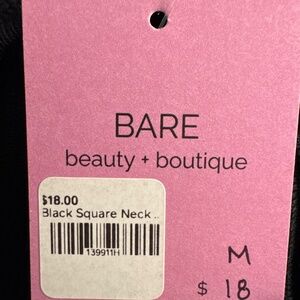 BARE
beauty + boutique
$18.00
Black Square Neck ..
139911H
M
$ 18